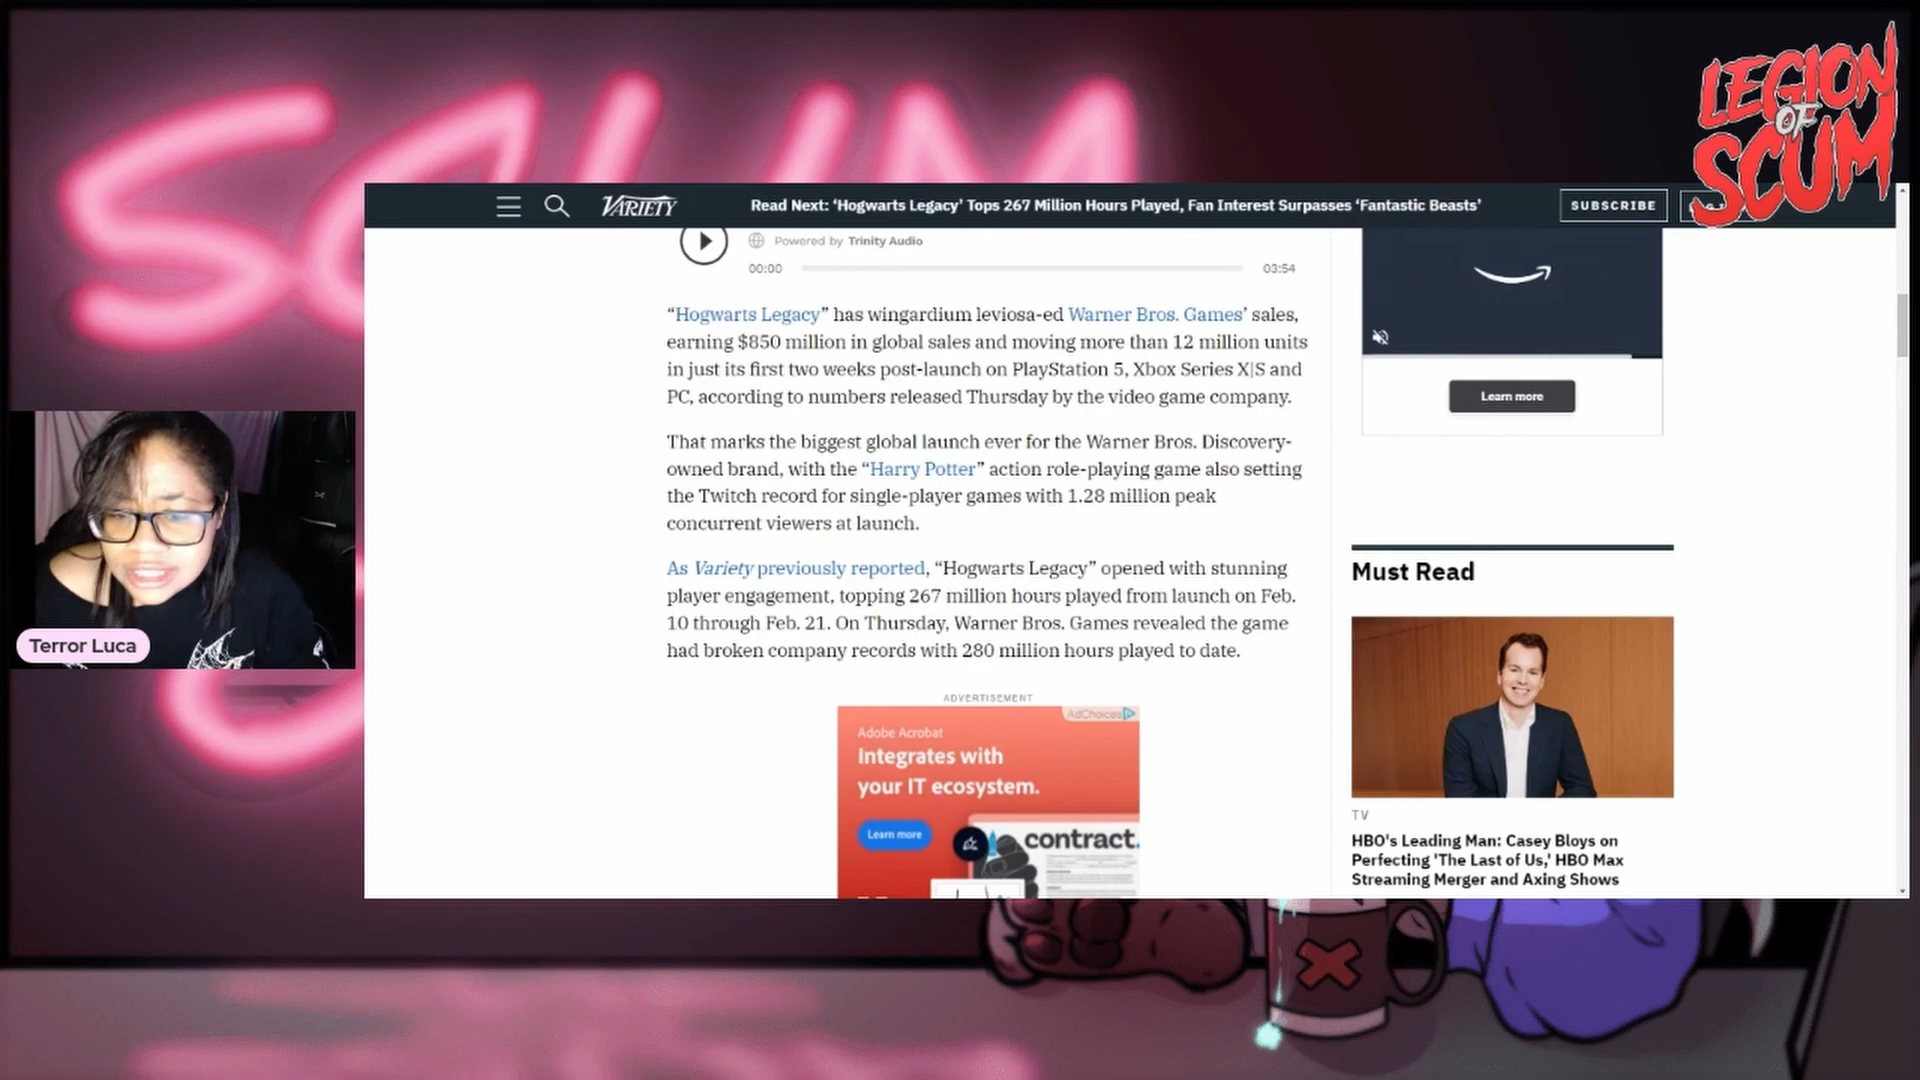 SCUM
LEGION
OF
SCUM
VARIETY
Read Next: ‘Hogwarts Legacy’ Tops 267 Million Hours Played, Fan Interest Surpasses ‘Fantastic Beasts’
SUBSCRIBE
Powered by Trinity Audio
00:00
03:54
“Hogwarts Legacy” has wingardium leviosa-ed Warner Bros. Games’ sales,
earning $850 million in global sales and moving more than 12 million units
in just its first two weeks post-launch on PlayStation 5, Xbox Series X|S and
PC, according to numbers released Thursday by the video game company.
That marks the biggest global launch ever for the Warner Bros. Discovery-
owned brand, with the “Harry Potter” action role-playing game also setting
the Twitch record for single-player games with 1.28 million peak
concurrent viewers at launch.
As Variety previously reported, “Hogwarts Legacy” opened with stunning
player engagement, topping 267 million hours played from launch on Feb.
10 through Feb. 21. On Thursday, Warner Bros. Games revealed the game
had broken company records with 280 million hours played to date.
ADVERTISEMENT
AdChoices
Adobe Acrobat
Integrates with
your IT ecosystem.
Learn more
contract.
Learn more
Must Read
TV
HBO's Leading Man: Casey Bloys on
Perfecting 'The Last of Us,' HBO Max
Streaming Merger and Axing Shows
Terror Luca